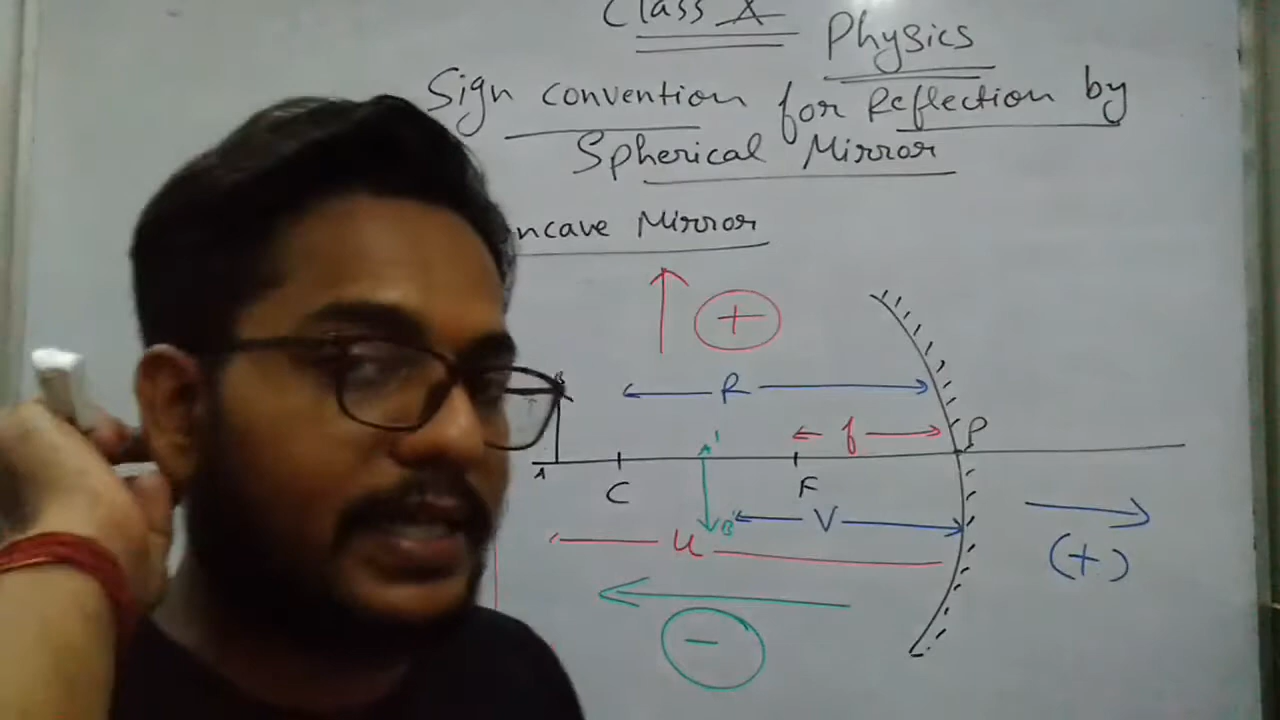 Class X
Physics
Sign convention for Reflection by
Spherical Mirror
ncave Mirror
+
B
R
A'
f
P
A
C
F
B'
V
u
(+)
-